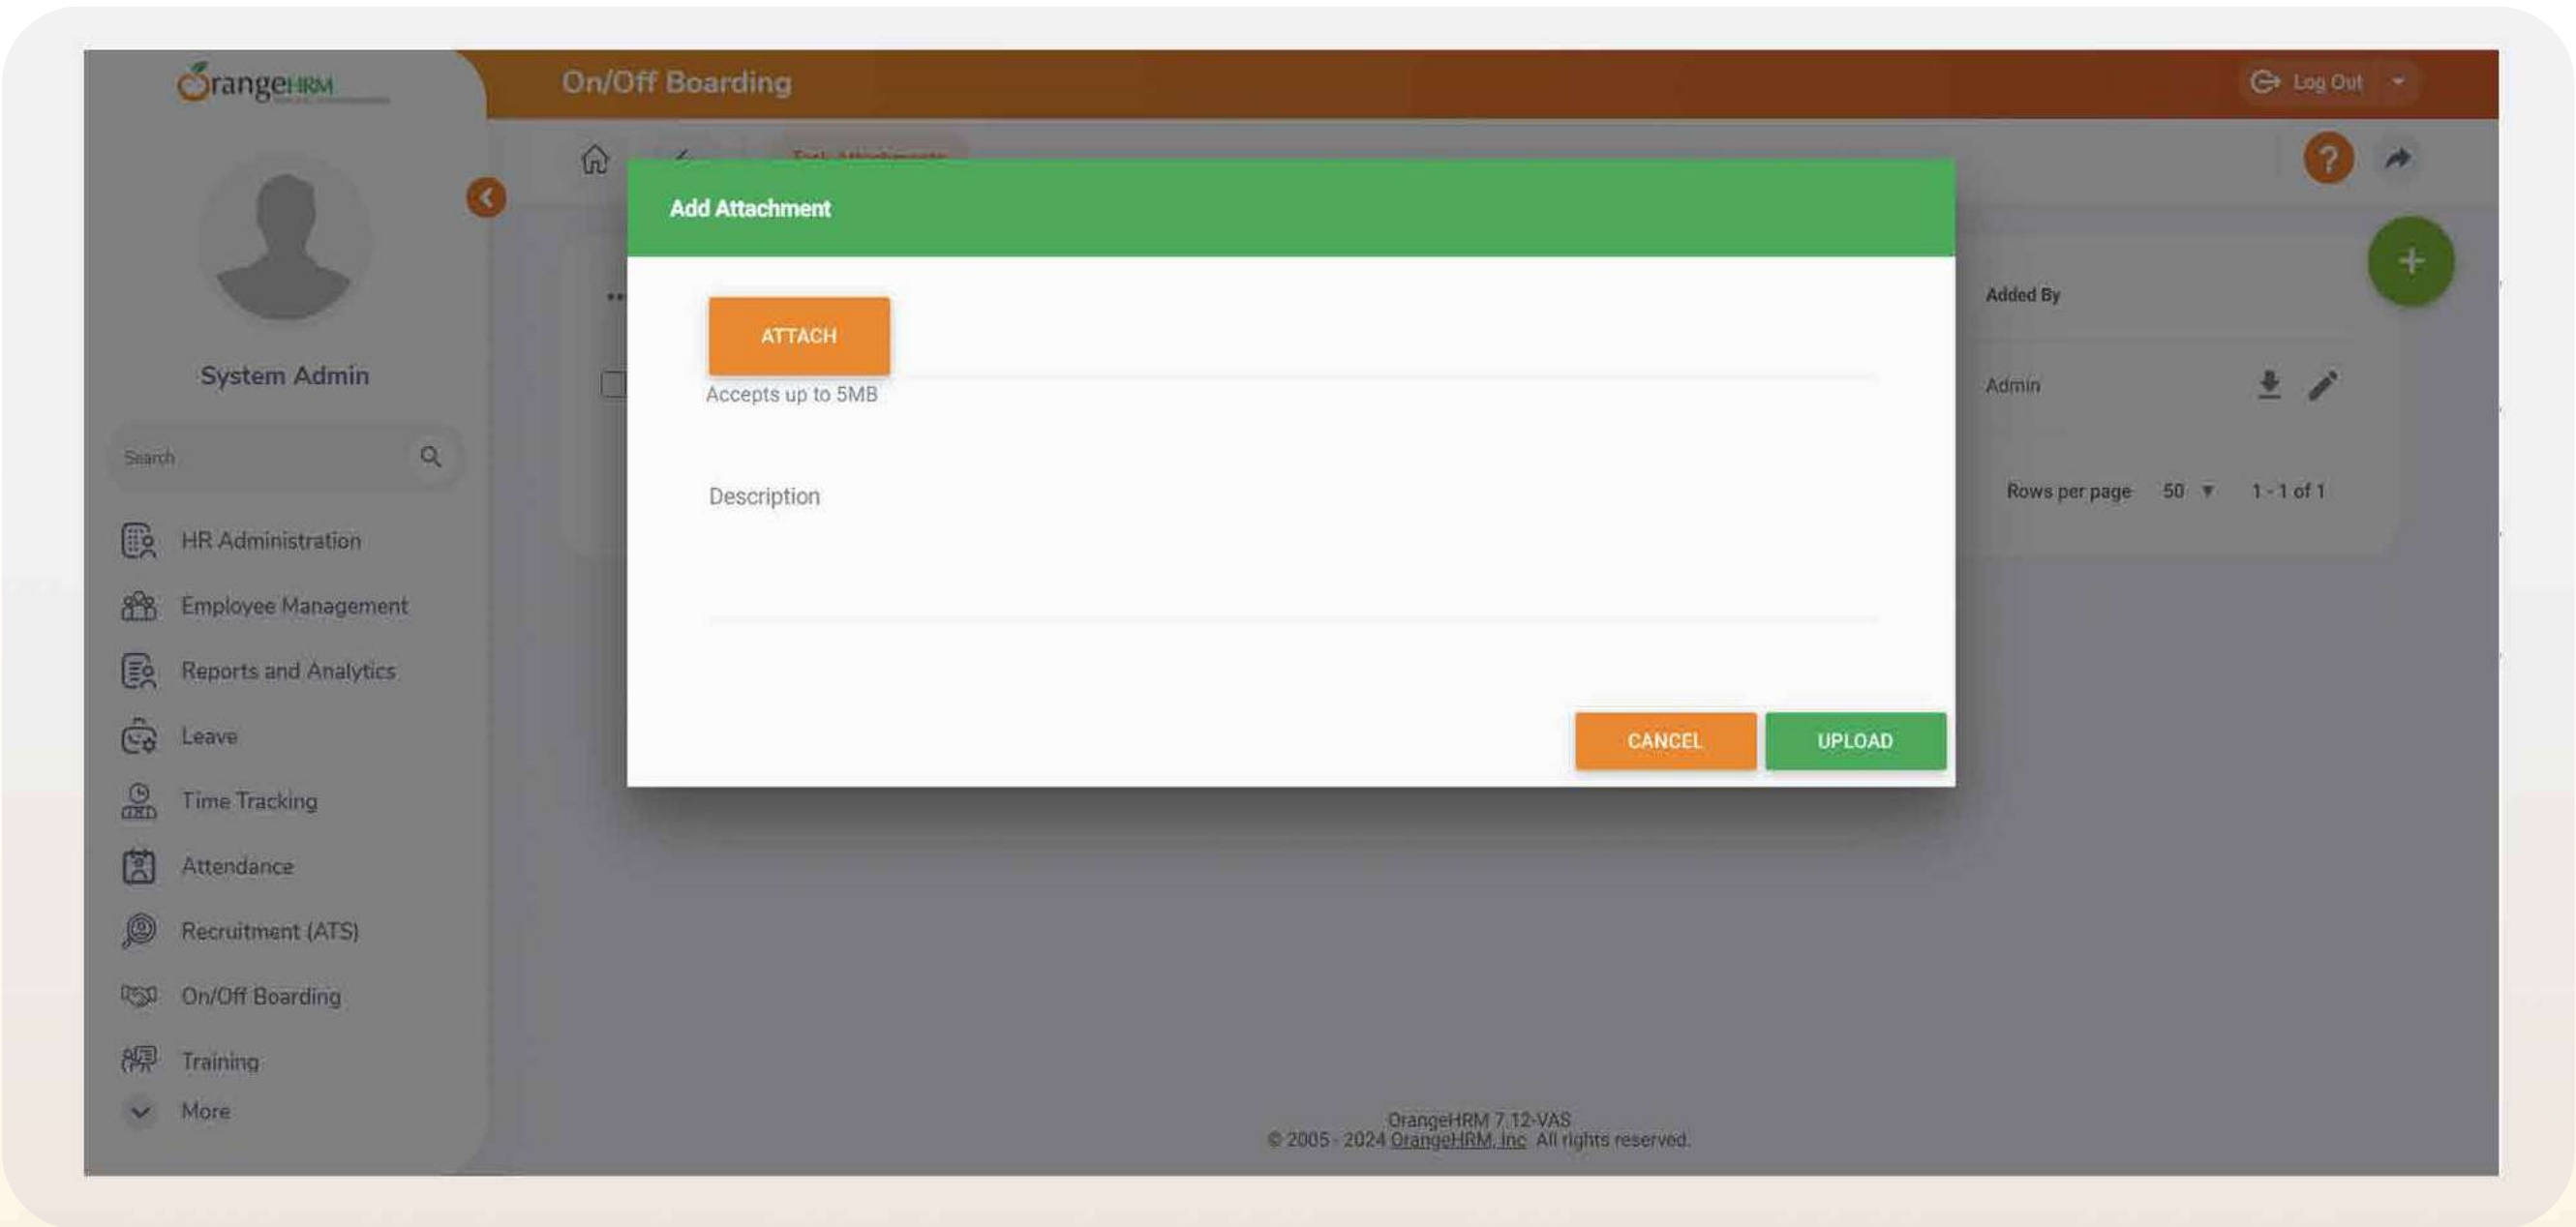 OrangeHRM
On/Off Boarding
Log Out
Task Attachments
?
Add Attachment
ATTACH
Accepts up to 5MB
Description
CANCEL
UPLOAD
Added By
Admin
Rows per page 50 1 - 1 of 1
System Admin
Search
HR Administration
Employee Management
Reports and Analytics
Leave
Time Tracking
Attendance
Recruitment (ATS)
On/Off Boarding
Training
More
OrangeHRM 7.12-VAS
© 2005 - 2024 OrangeHRM, Inc. All rights reserved.